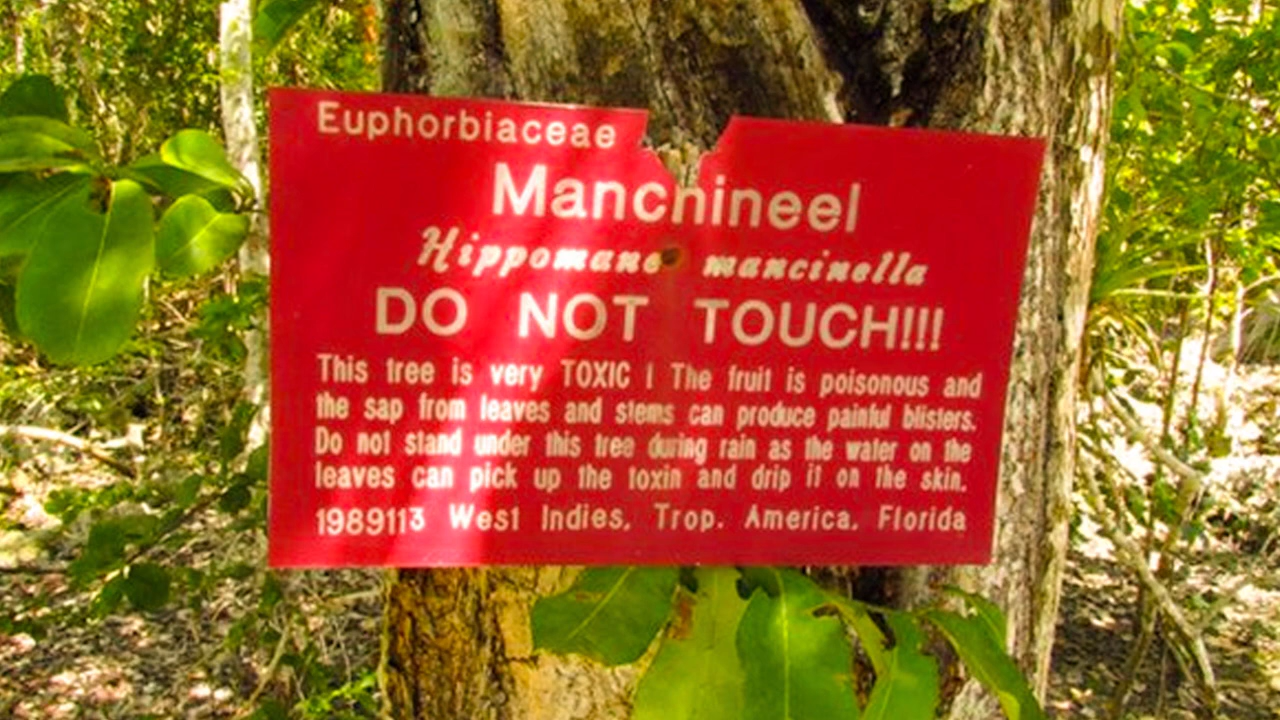 Euphorbiaceae
Manchineel
Hippomane mancinella
DO NOT TOUCH!!!
This tree is very TOXIC ! The fruit is poisonous and
the sap from leaves and stems can produce painful blisters.
Do not stand under this tree during rain as the water on the
leaves can pick up the toxin and drip it on the skin.
1989113 West Indies, Trop. America, Florida